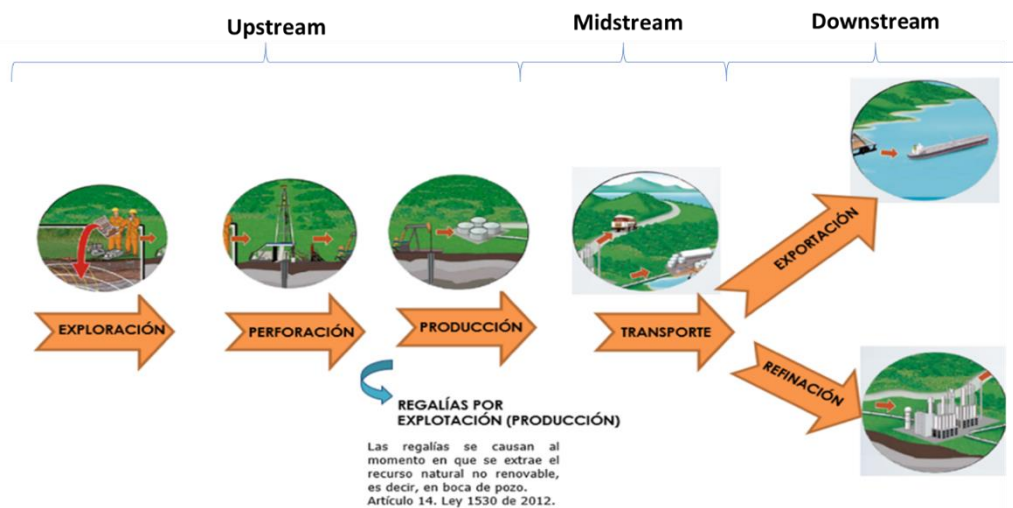 Upstream
Midstream
Downstream
EXPLORACIÓN
PERFORACIÓN
PRODUCCIÓN
TRANSPORTE
EXPORTACIÓN
REFINACIÓN
REGALÍAS POR
EXPLOTACIÓN (PRODUCCIÓN)
Las regalías se causan al
momento en que se extrae el
recurso natural no renovable,
es decir, en boca de pozo.
Artículo 14. Ley 1530 de 2012.